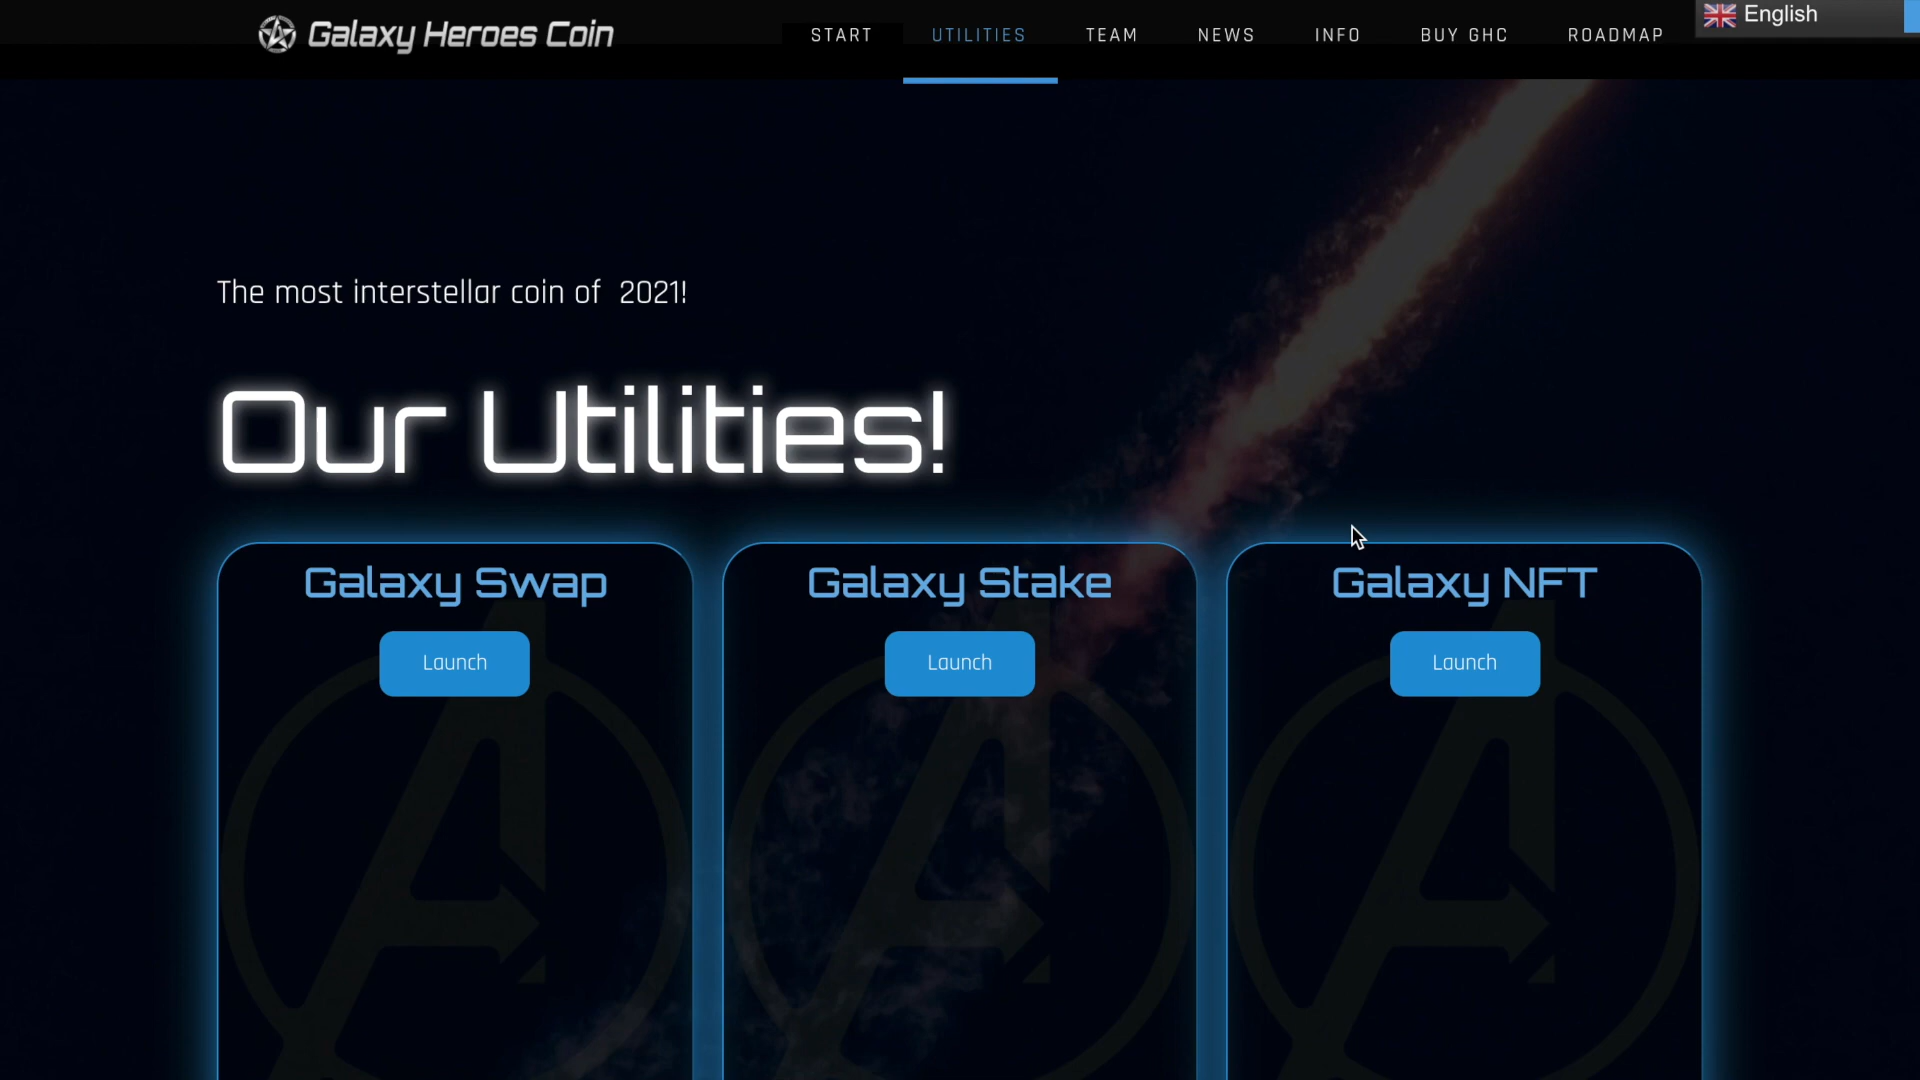 Galaxy Heroes Coin
START UTILITIES TEAM NEWS INFO BUY GHC ROADMAP
English
The most interstellar coin of 2021!
Our Utilities!
Galaxy Swap
Launch
Galaxy Stake
Launch
Galaxy NFT
Launch